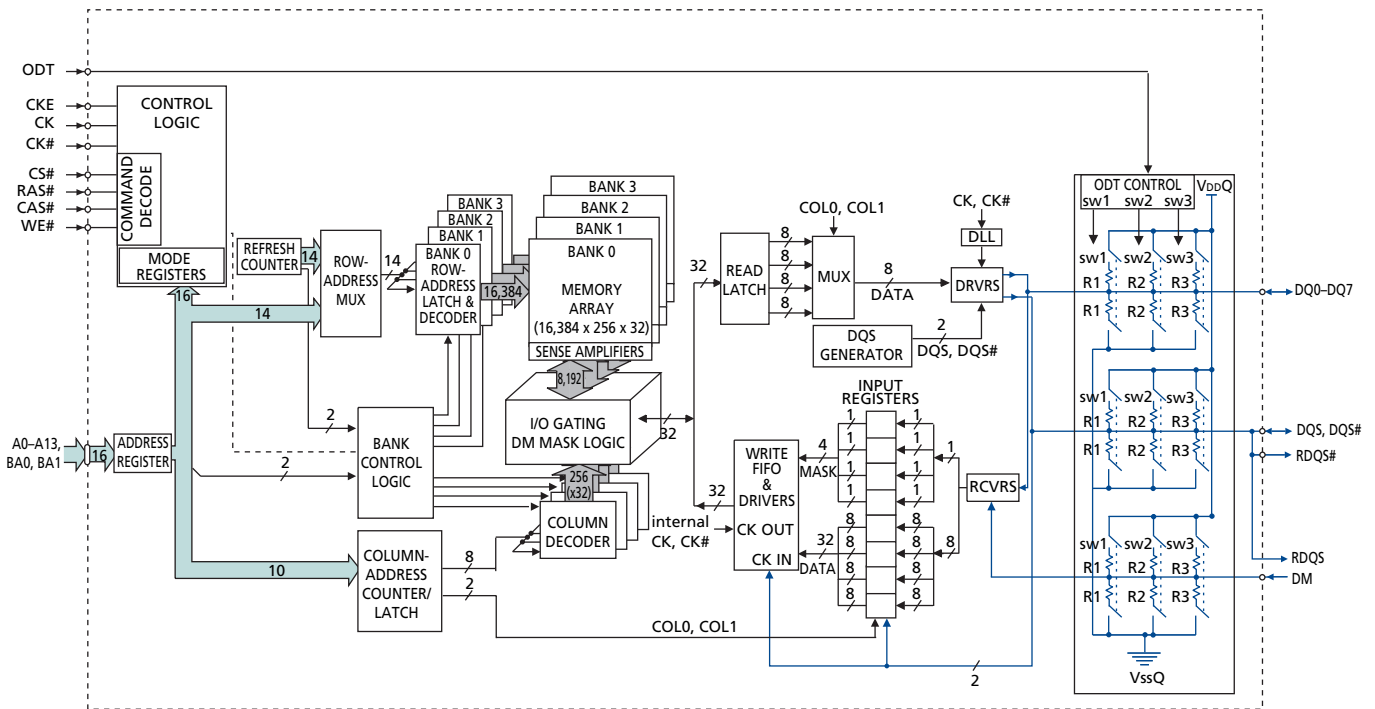 ODT
CKE
CK
CK#
CS#
RAS#
CAS#
WE#
CONTROL
LOGIC
COMMAND
DECODE
MODE
REGISTERS
16
14
REFRESH
COUNTER
14
ROW-
ADDRESS
MUX
14
BANK 3
BANK 2
BANK 1
BANK 0
ROW-
ADDRESS
LATCH &
DECODER
16,384
BANK 3
BANK 2
BANK 1
BANK 0
MEMORY
ARRAY
(16,384 x 256 x 32)
SENSE AMPLIFIERS
8,192
I/O GATING
DM MASK LOGIC
32
256
(x32)
COLUMN
DECODER
A0–A13,
BA0, BA1
16
ADDRESS
REGISTER
2
2
BANK
CONTROL
LOGIC
10
COLUMN-
ADDRESS
COUNTER/
LATCH
8
2
COL0, COL1
32
READ
LATCH
8
8
8
8
COL0, COL1
MUX
8
DATA
CK, CK#
DLL
DRVRS
DQS
GENERATOR
2
DQS, DQS#
INPUT
REGISTERS
32
internal
CK, CK#
WRITE
FIFO
&
DRIVERS
CK OUT
CK IN
4
MASK
32
DATA
1
1
1
1
8
8
8
8
1
1
1
1
8
8
8
8
1
8
RCVRS
2
ODT CONTROL
VDDQ
sw1 sw2 sw3
sw1 sw2 sw3
R1 R2 R3
R1 R2 R3
sw1 sw2 sw3
R1 R2 R3
R1 R2 R3
sw1 sw2 sw3
R1 R2 R3
R1 R2 R3
VssQ
DQ0–DQ7
DQS, DQS#
RDQS#
RDQS
DM